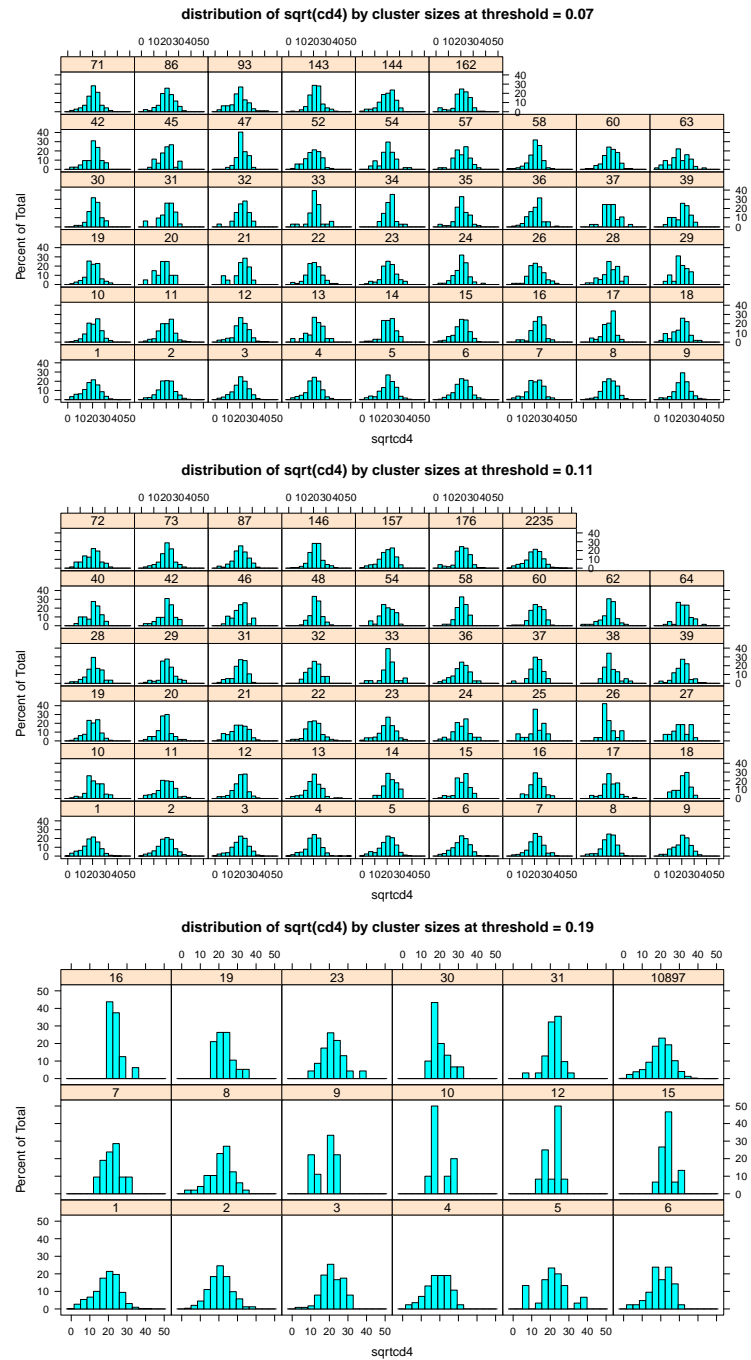 distribution of sqrt(cd4) by cluster sizes at threshold = 0.07
0 1020304050 0 1020304050 0 1020304050
71 86 93 143 144 162
0 10 20 30 40
42 45 47 52 54 57 58 60 63
0 10 20 30 40
30 31 32 33 34 35 36 37 39
0 10 20 30 40
19 20 21 22 23 24 26 28 29
0 10 20 30 40
10 11 12 13 14 15 16 17 18
0 10 20 30 40
1 2 3 4 5 6 7 8 9
0 10 20 30 40
Percent of Total
0 1020304050 0 1020304050 0 1020304050 0 1020304050 0 1020304050
sqrtcd4
distribution of sqrt(cd4) by cluster sizes at threshold = 0.11
0 1020304050 0 1020304050 0 1020304050
72 73 87 146 157 176 2235
0 10 20 30 40
40 42 46 48 54 58 60 62 64
0 10 20 30 40
28 29 31 32 33 36 37 38 39
0 10 20 30 40
19 20 21 22 23 24 25 26 27
0 10 20 30 40
10 11 12 13 14 15 16 17 18
0 10 20 30 40
1 2 3 4 5 6 7 8 9
0 10 20 30 40
Percent of Total
0 1020304050 0 1020304050 0 1020304050 0 1020304050 0 1020304050
sqrtcd4
distribution of sqrt(cd4) by cluster sizes at threshold = 0.19
0 10 20 30 40 50 0 10 20 30 40 50 0 10 20 30 40 50
16 19 23 30 31 10897
0 10 20 30 40 50
7 8 9 10 12 15
0 10 20 30 40 50
1 2 3 4 5 6
0 10 20 30 40 50
Percent of Total
0 10 20 30 40 50 0 10 20 30 40 50 0 10 20 30 40 50
sqrtcd4